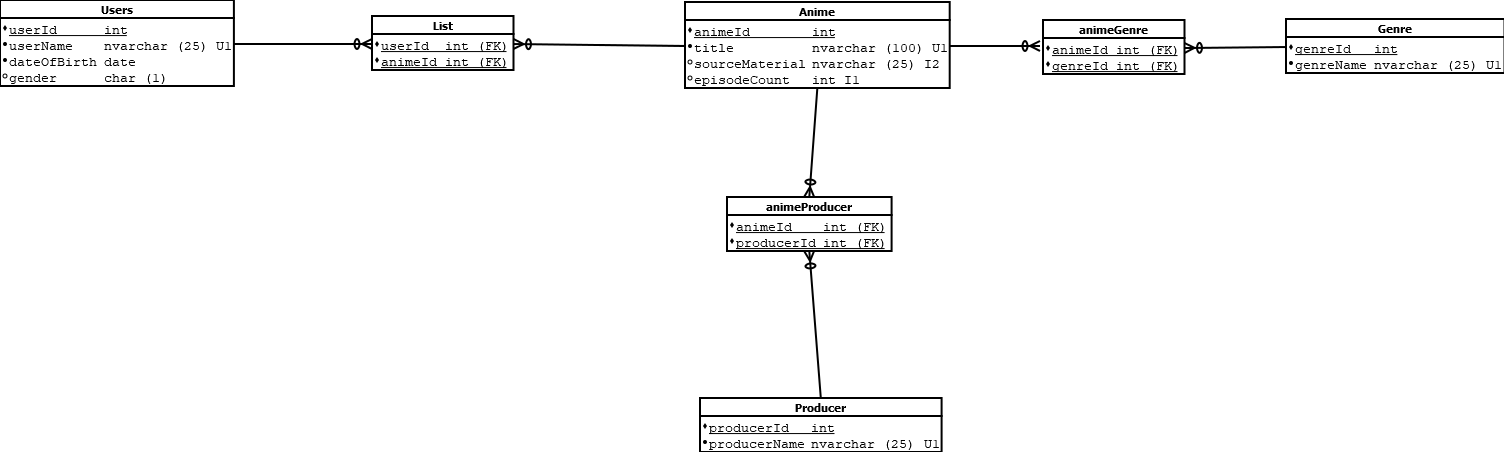 Users
userId int
userName nvarchar (25) U1
dateOfBirth date
gender char (1)
List
userId int (FK)
animeId int (FK)
Anime
animeId int
title nvarchar (100) U1
sourceMaterial nvarchar (25) I2
episodeCount int I1
animeGenre
animeId int (FK)
genreId int (FK)
Genre
genreId int
genreName nvarchar (25) U1
animeProducer
animeId int (FK)
producerId int (FK)
Producer
producerId int
producerName nvarchar (25) U1